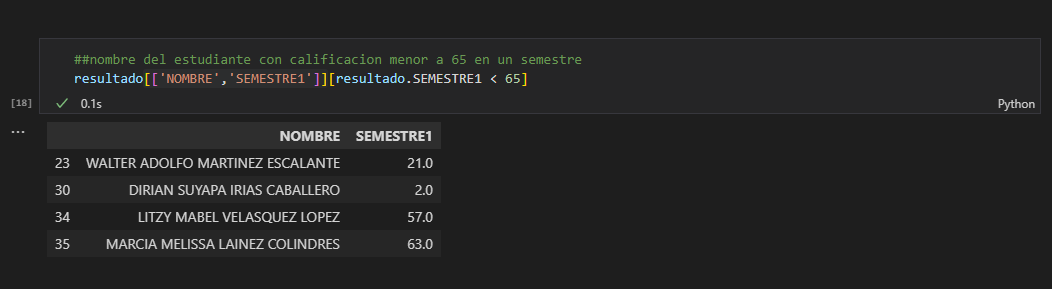 ##nombre del estudiante con calificacion menor a 65 en un semestre
resultado[['NOMBRE','SEMESTRE1']][resultado.SEMESTRE1 < 65]
[18] ✓ 0.1s Python
...
NOMBRE SEMESTRE1
23 WALTER ADOLFO MARTINEZ ESCALANTE 21.0
30 DIRIAN SUYAPA IRIAS CABALLERO 2.0
34 LITZY MABEL VELASQUEZ LOPEZ 57.0
35 MARCIA MELISSA LAINEZ COLINDRES 63.0